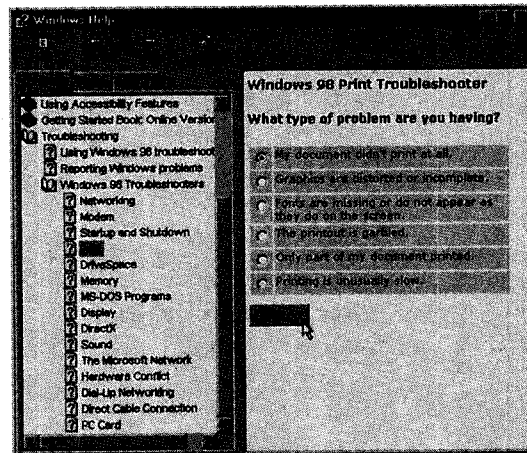 Windows Help
Using Accessibility Features
Getting Started Book: Online Version
Troubleshooting
Using Windows 98 troubleshoot
Reporting Windows problems
Windows 98 Troubleshooters
Networking
Modem
Startup and Shutdown
DriveSpace
Memory
MS-DOS Programs
Display
DirectX
Sound
The Microsoft Network
Hardware Conflict
Dial-Up Networking
Direct Cable Connection
PC Card
Windows 98 Print Troubleshooter
What type of problem are you having?
My document didn't print at all.
Graphics are distorted or incomplete.
Fonts are missing or do not appear as
they do on the screen.
The printout is garbled.
Only part of my document printed.
Printing is unusually slow.